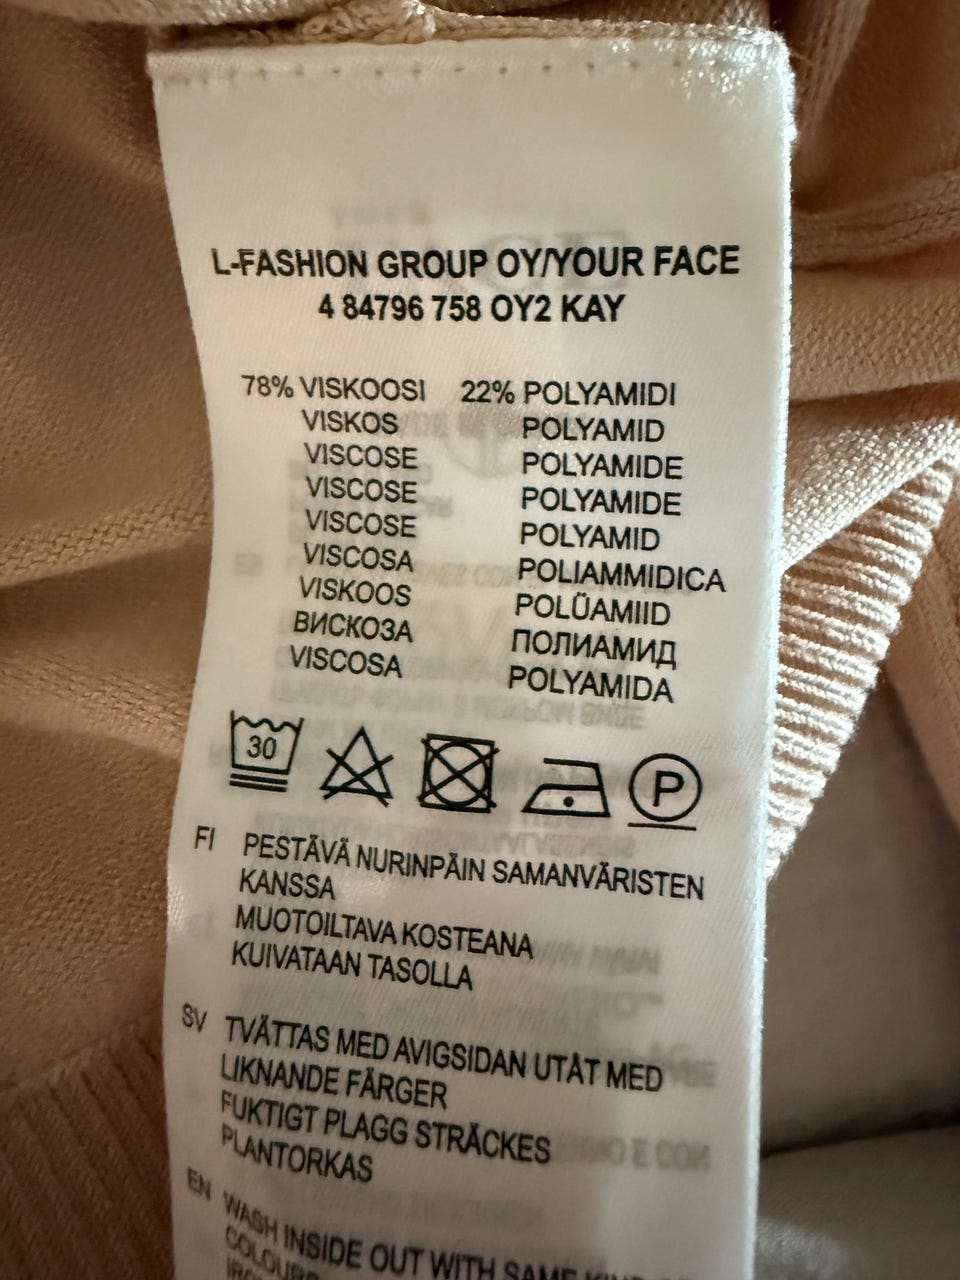 L-FASHION GROUP OY/YOUR FACE
4 84796 758 OY2 KAY
78% VISKOOSI 22% POLYAMIDI
VISKOS POLYAMID
VISCOSE POLYAMIDE
VISCOSE POLYAMIDE
VISCOSE POLYAMID
VISCOSA POLIAMMIDICA
VISKOOS POLÜAMIID
ВИСКОЗА ПОЛИАМИД
VISCOSA POLYAMIDA
30 P
FI PESTÄVÄ NURINPÄIN SAMANVÄRISTEN
KANSSA
MUOTOILTAVA KOSTEANA
KUIVATAAN TASOLLA
SV TVÄTTAS MED AVIGSIDAN UTÅT MED
LIKNANDE FÄRGER
FUKTIGT PLAGG STRÄCKES
PLANTORKAS
EN WASH INSIDE OUT WITH SAME KIND
COLOURS